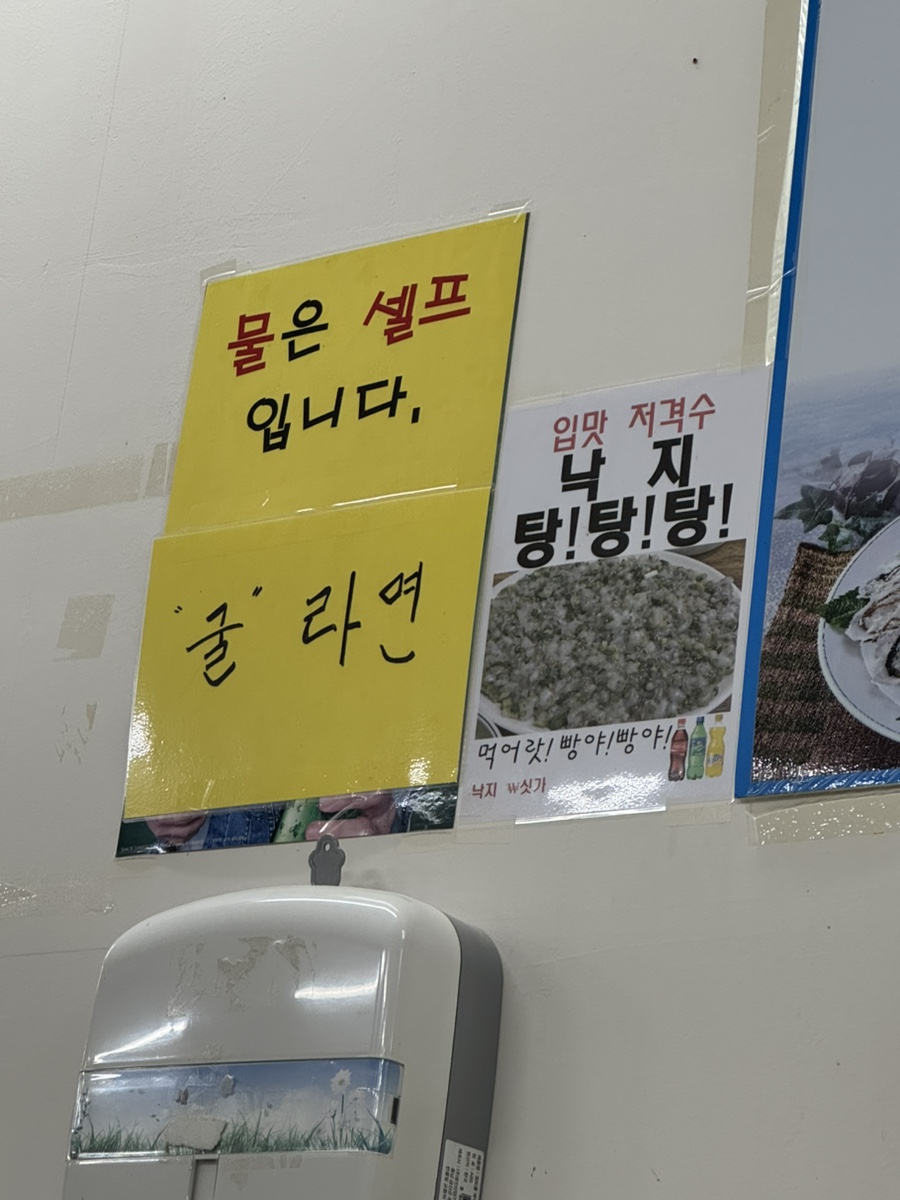 물은 셀프
입니다.
"굴" 라면
입맛 저격수
낙 지
탕!탕!탕!
먹어랏! 빵야!빵야!
낙지 ₩싯가